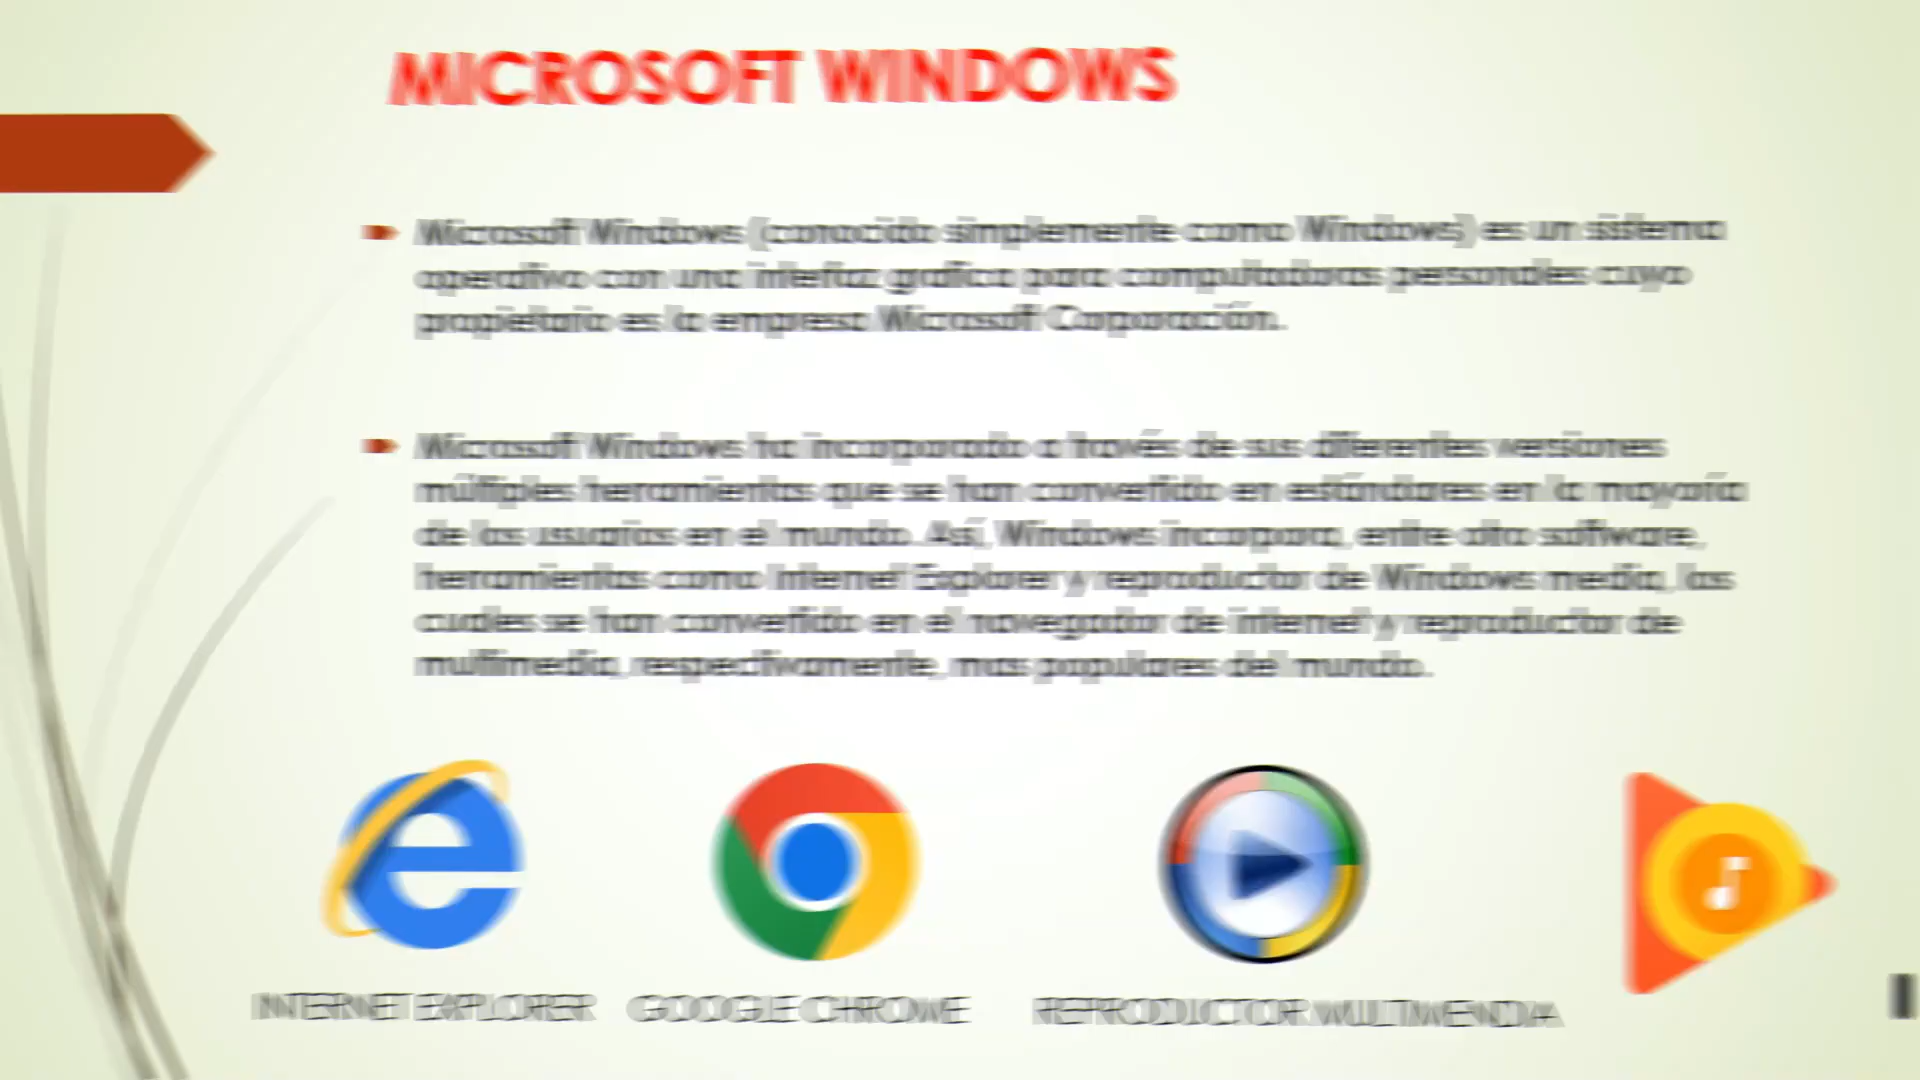 MICROSOFT WINDOWS
Microsoft Windows (conocido simplemente como Windows) es un sistema
operativo con una interfaz grafica para computadoras personales cuyo
propietario es la empresa Microsoft Corporación.
Microsoft Windows ha incorporado a través de sus diferentes versiones
múltiples herramientas que se han convertido en estándares en la mayoría
de los usuarios en el mundo. Así, Windows incorpora, entre otro software,
herramientas como Internet Explorer y reproductor de Windows media, los
cuales se han convertido en el navegador de internet y reproductor de
multimedia, respectivamente, mas populares del mundo.
INTERNET EXPLORER GOOGLE CHROME REPRODUCTOR MULTIMENDIA